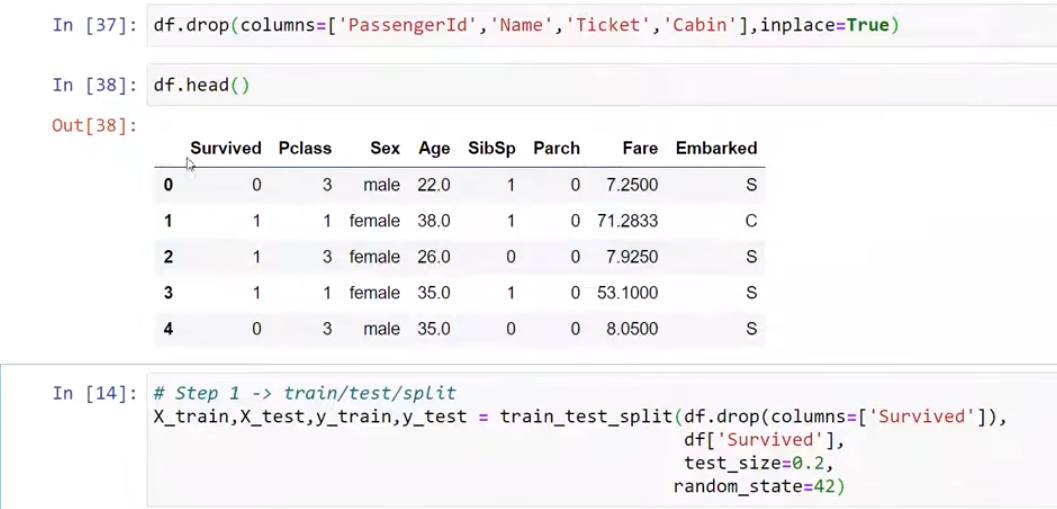 In [37]: df.drop(columns=['PassengerId','Name','Ticket','Cabin'],inplace=True)
In [38]: df.head()
Out[38]:
Survived Pclass Sex Age SibSp Parch Fare Embarked
0 0 3 male 22.0 1 0 7.2500 S
1 1 1 female 38.0 1 0 71.2833 C
2 1 3 female 26.0 0 0 7.9250 S
3 1 1 female 35.0 1 0 53.1000 S
4 0 3 male 35.0 0 0 8.0500 S
In [14]: # Step 1 -> train/test/split
X_train,X_test,y_train,y_test = train_test_split(df.drop(columns=['Survived']),
df['Survived'],
test_size=0.2,
random_state=42)